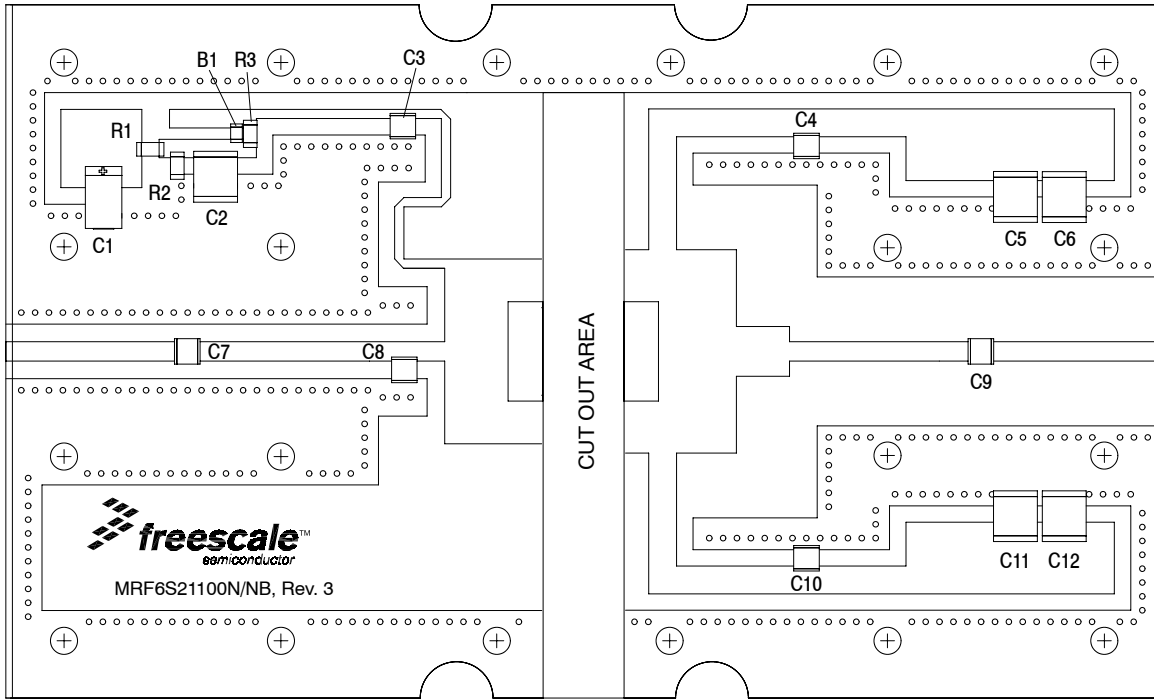 B1 R3 C3
R1
C4
R2
C2
C1
C5 C6
C7
C8
CUT OUT AREA
C9
freescale™
semiconductor
MRF6S21100N/NB, Rev. 3
C11 C12
C10